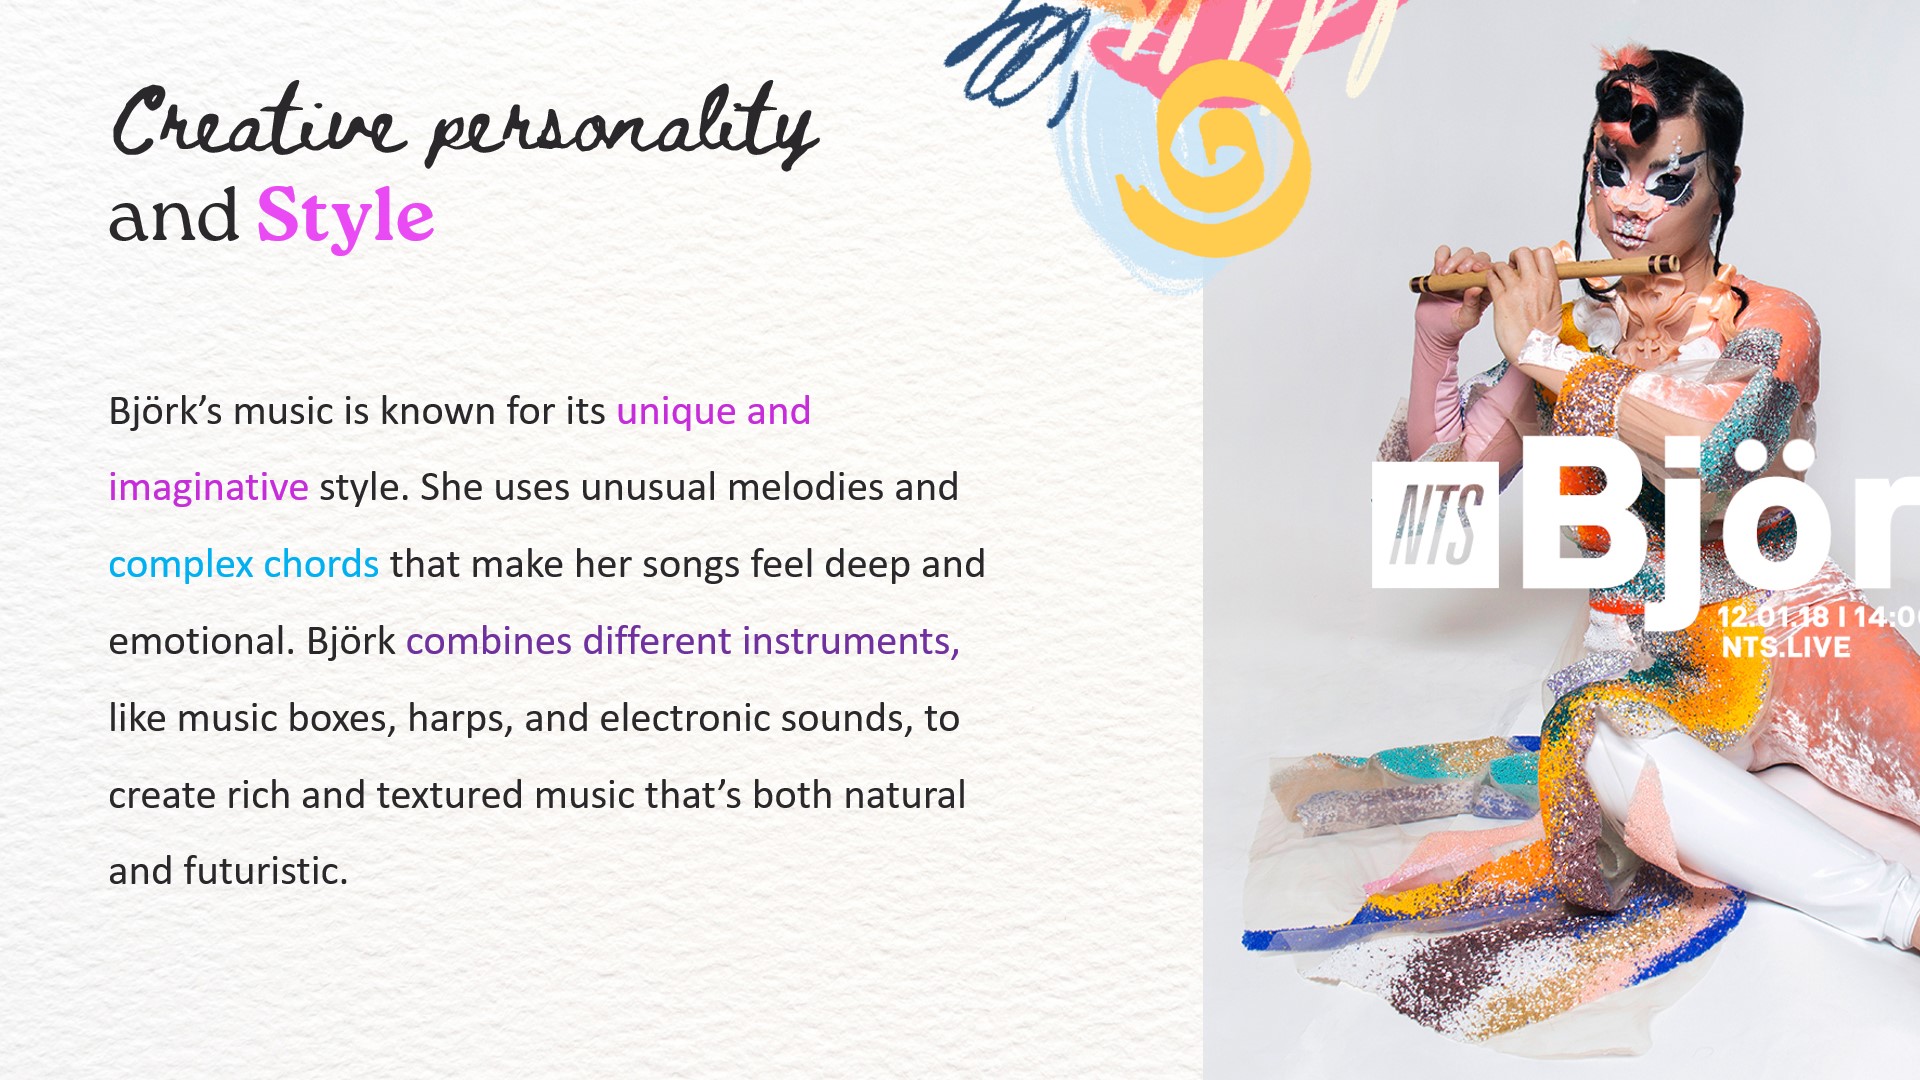 Creative personality
and Style
Björk’s music is known for its unique and
imaginative style. She uses unusual melodies and
complex chords that make her songs feel deep and
emotional. Björk combines different instruments,
like music boxes, harps, and electronic sounds, to
create rich and textured music that’s both natural
and futuristic.
NTS
Björ
12.01.18 | 14:00
NTS.LIVE